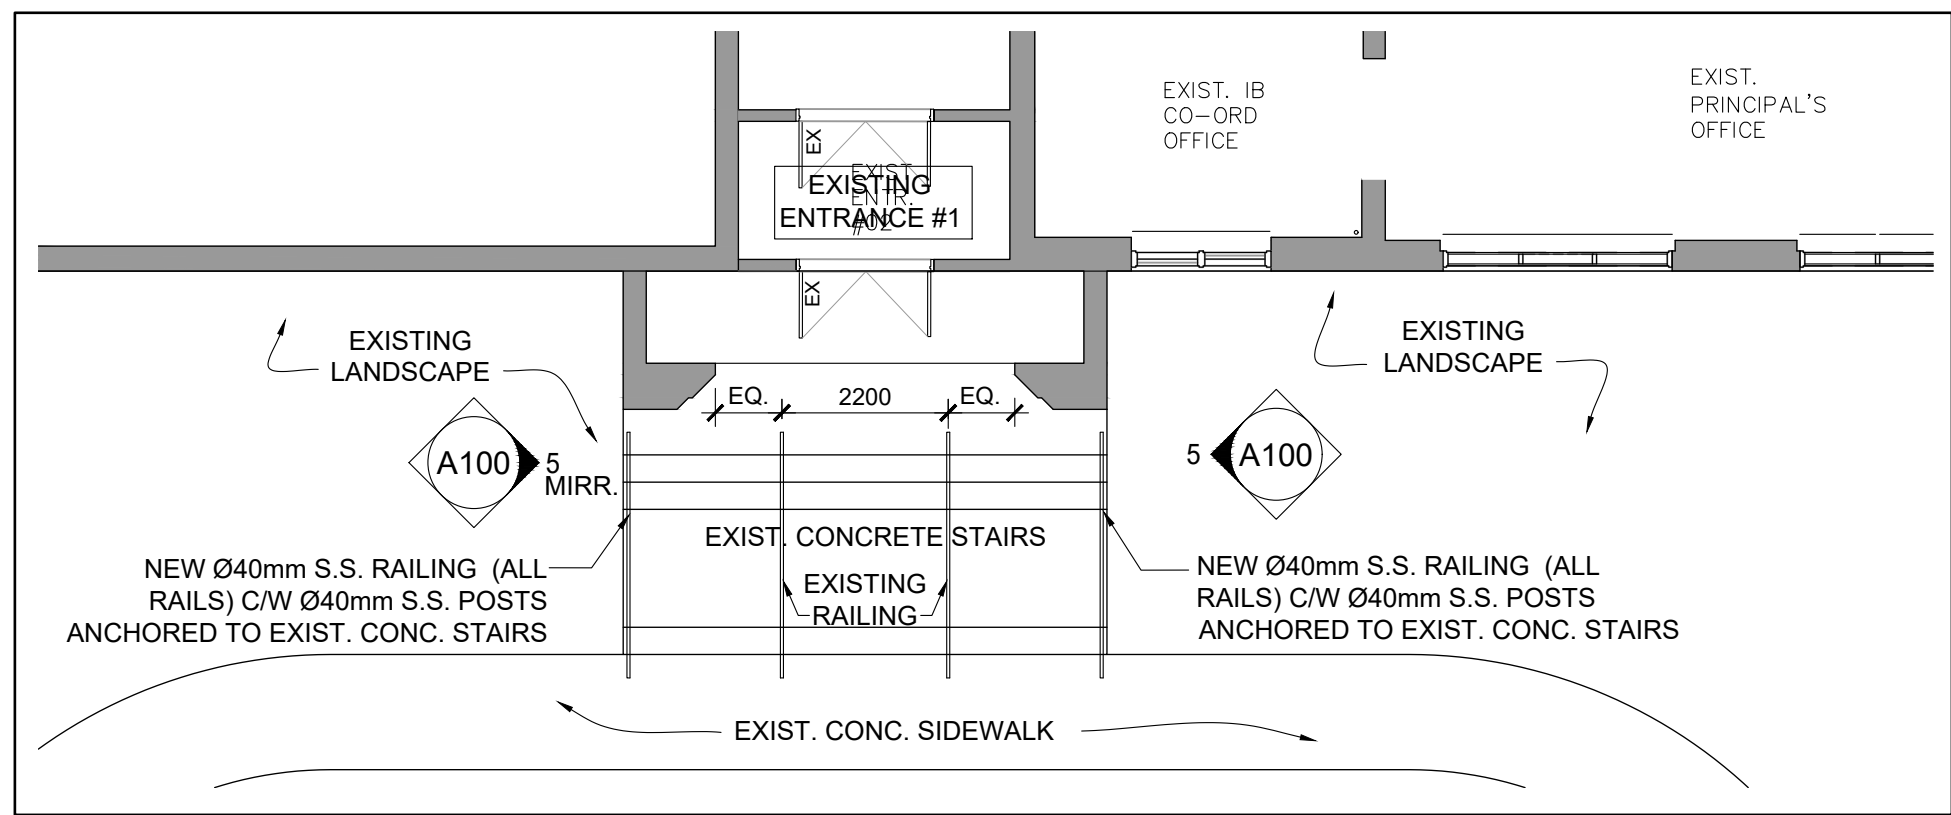 EXIST. IB
CO-ORD
OFFICE
EXIST.
PRINCIPAL'S
OFFICE
EX
EXIST.
ENTR.
#02
EXISTING
ENTRANCE #1
EX
EXISTING
LANDSCAPE
EXISTING
LANDSCAPE
EQ.
2200
EQ.
A100
5
MIRR.
5
A100
EXIST. CONCRETE STAIRS
NEW Ø40mm S.S. RAILING (ALL
RAILS) C/W Ø40mm S.S. POSTS
ANCHORED TO EXIST. CONC. STAIRS
EXISTING
RAILING
NEW Ø40mm S.S. RAILING (ALL
RAILS) C/W Ø40mm S.S. POSTS
ANCHORED TO EXIST. CONC. STAIRS
EXIST. CONC. SIDEWALK